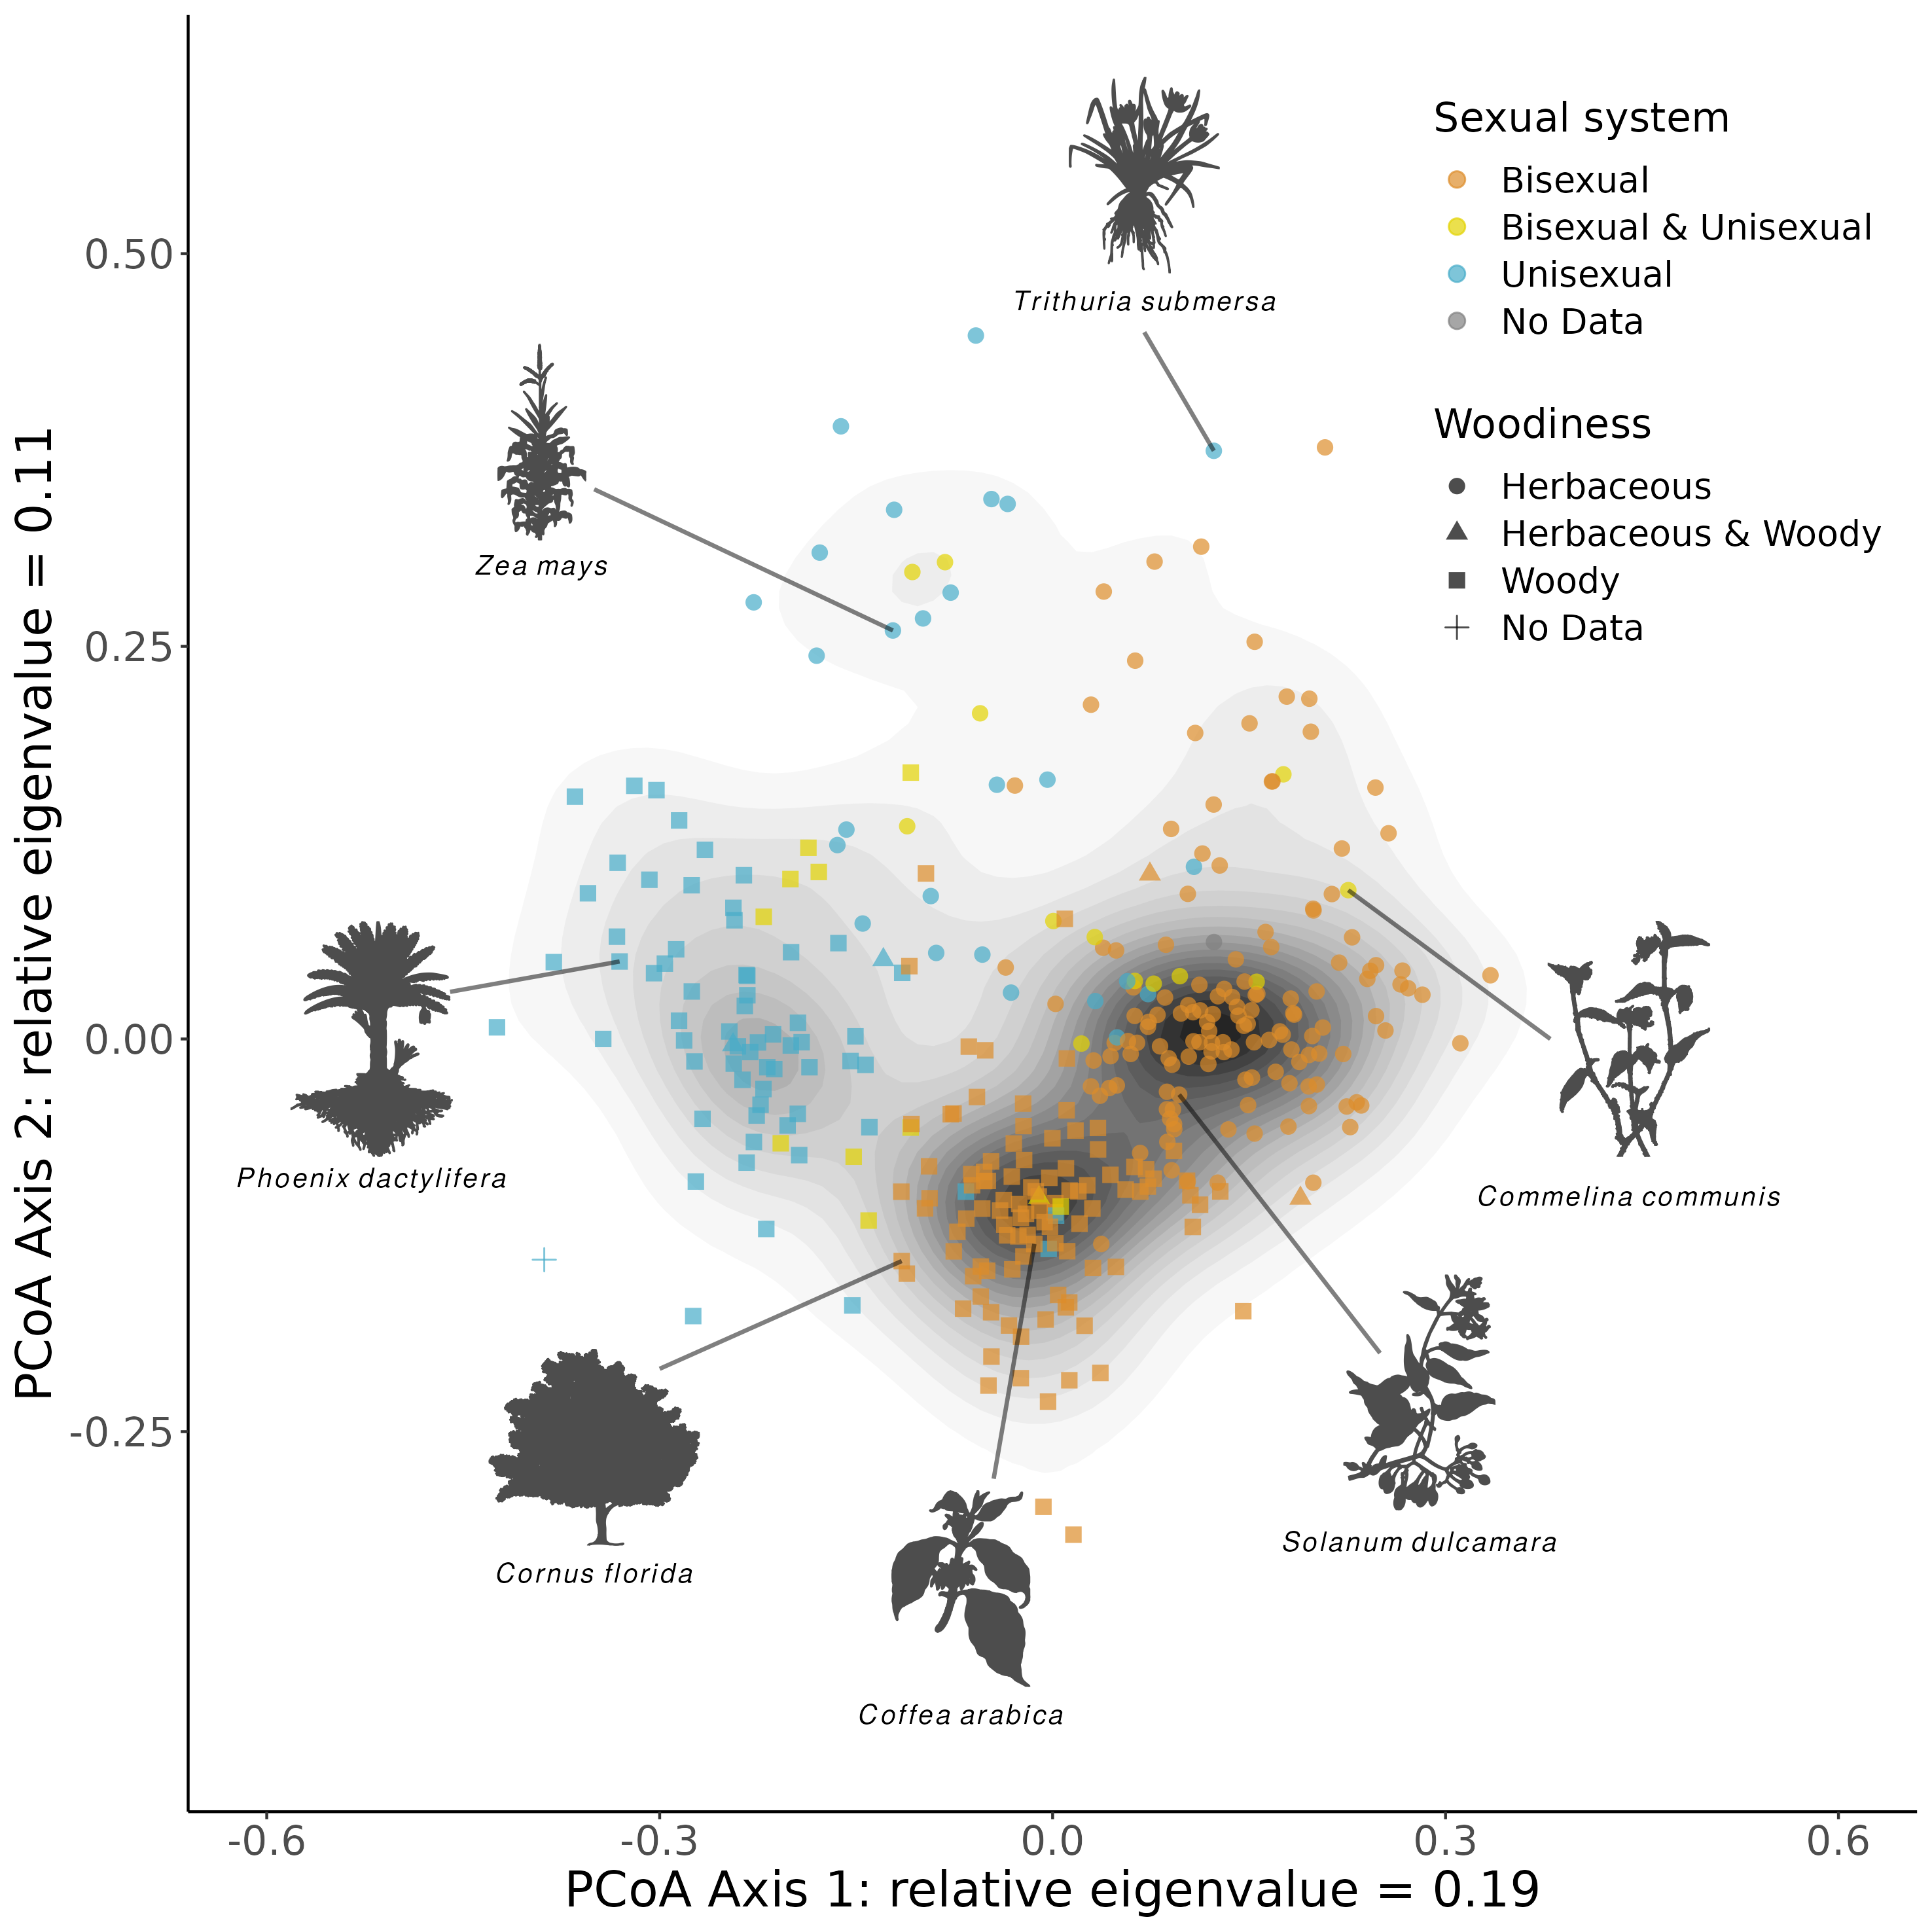 Sexual system
Bisexual
Bisexual & Unisexual
Unisexual
No Data
Woodiness
Herbaceous
Herbaceous & Woody
Woody
No Data
Trithuria submersa
Zea mays
Phoenix dactylifera
Commelina communis
Cornus florida
Solanum dulcamara
Coffea arabica
PCoA Axis 2: relative eigenvalue = 0.11
0.50
0.25
0.00
-0.25
-0.6
-0.3
0.0
0.3
0.6
PCoA Axis 1: relative eigenvalue = 0.19